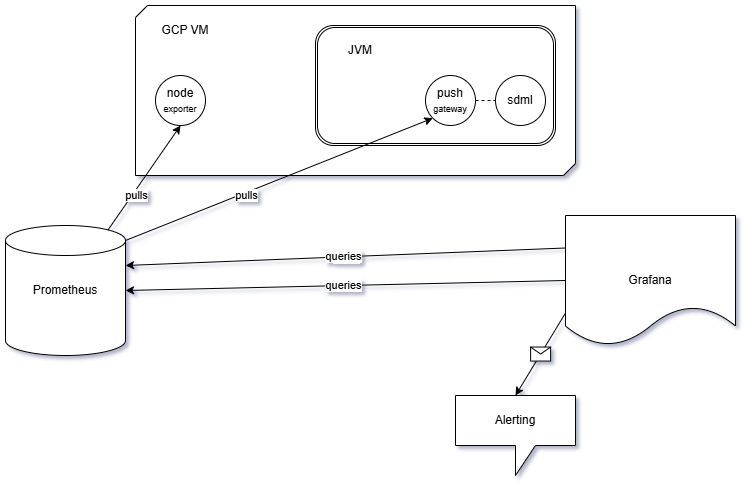 GCP VM
JVM
node
exporter
push
gateway
sdml
pulls
pulls
queries
queries
Prometheus
Grafana
Alerting